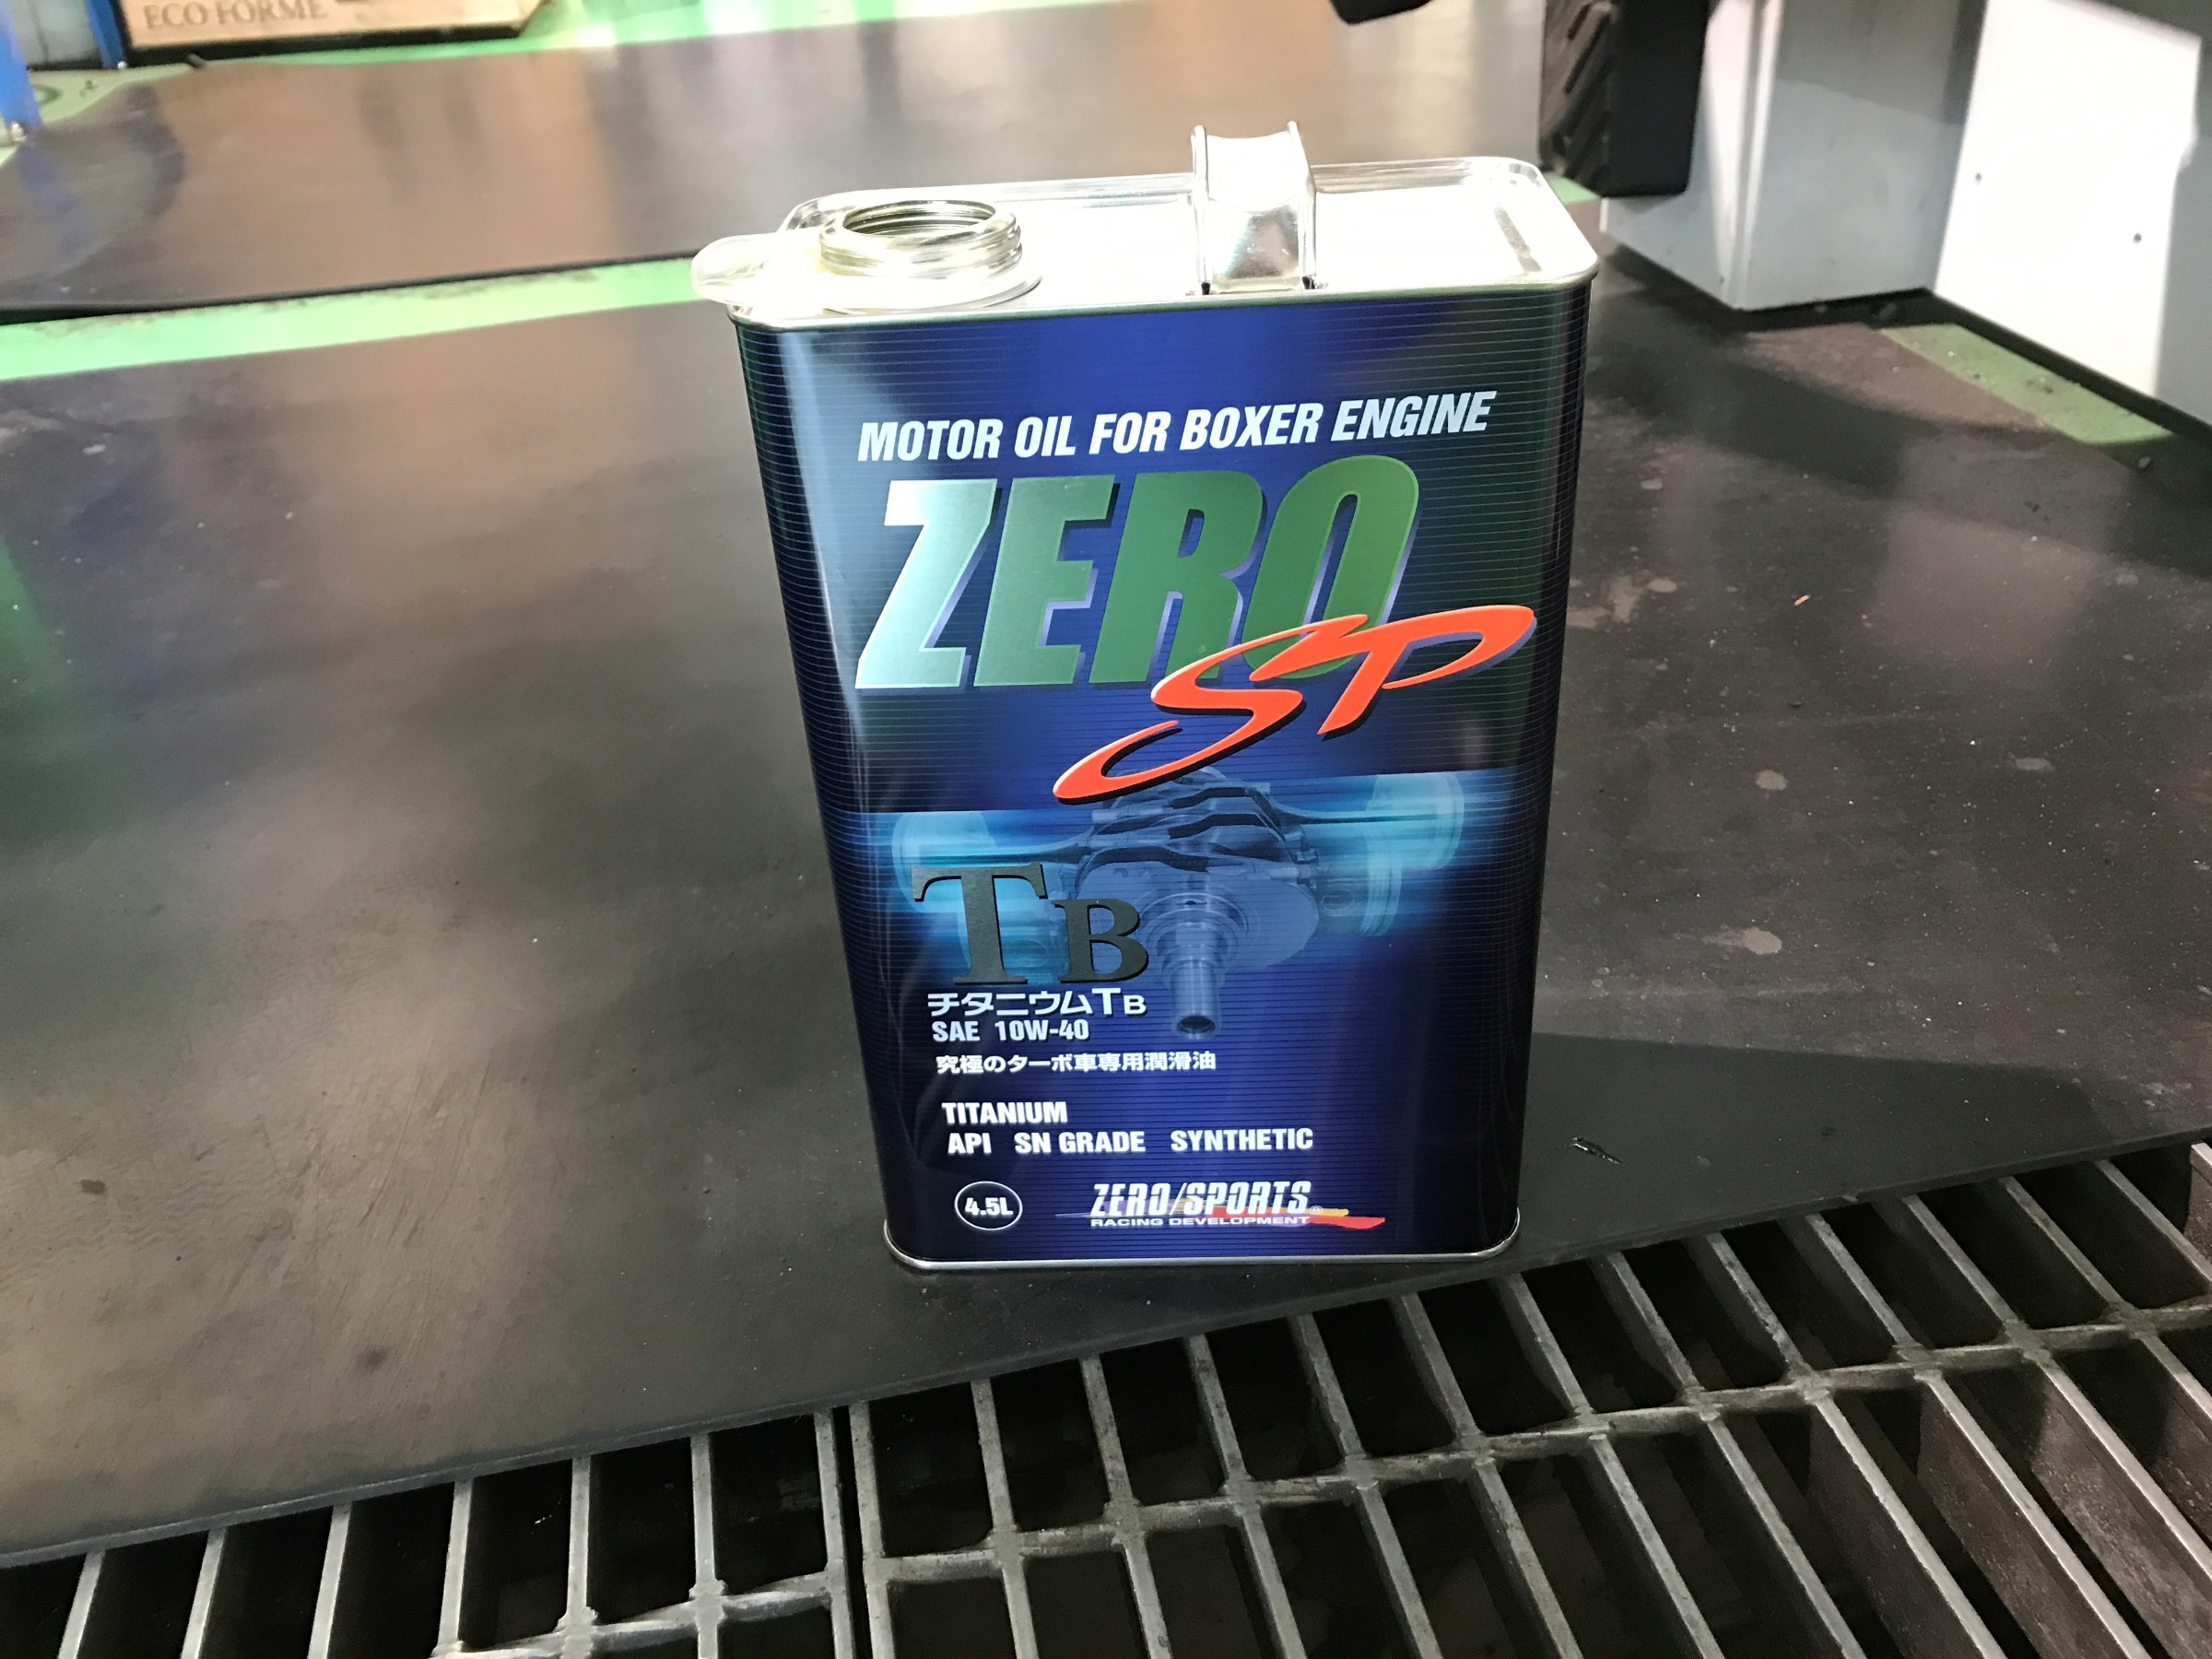 ECO FORME
MOTOR OIL FOR BOXER ENGINE
ZERO
SP
TB
チタニウムTB
SAE 10W-40
究極のターボ車専用潤滑油
TITANIUM
API SN GRADE SYNTHETIC
4.5L
ZERO/SPORTS®
RACING DEVELOPMENT